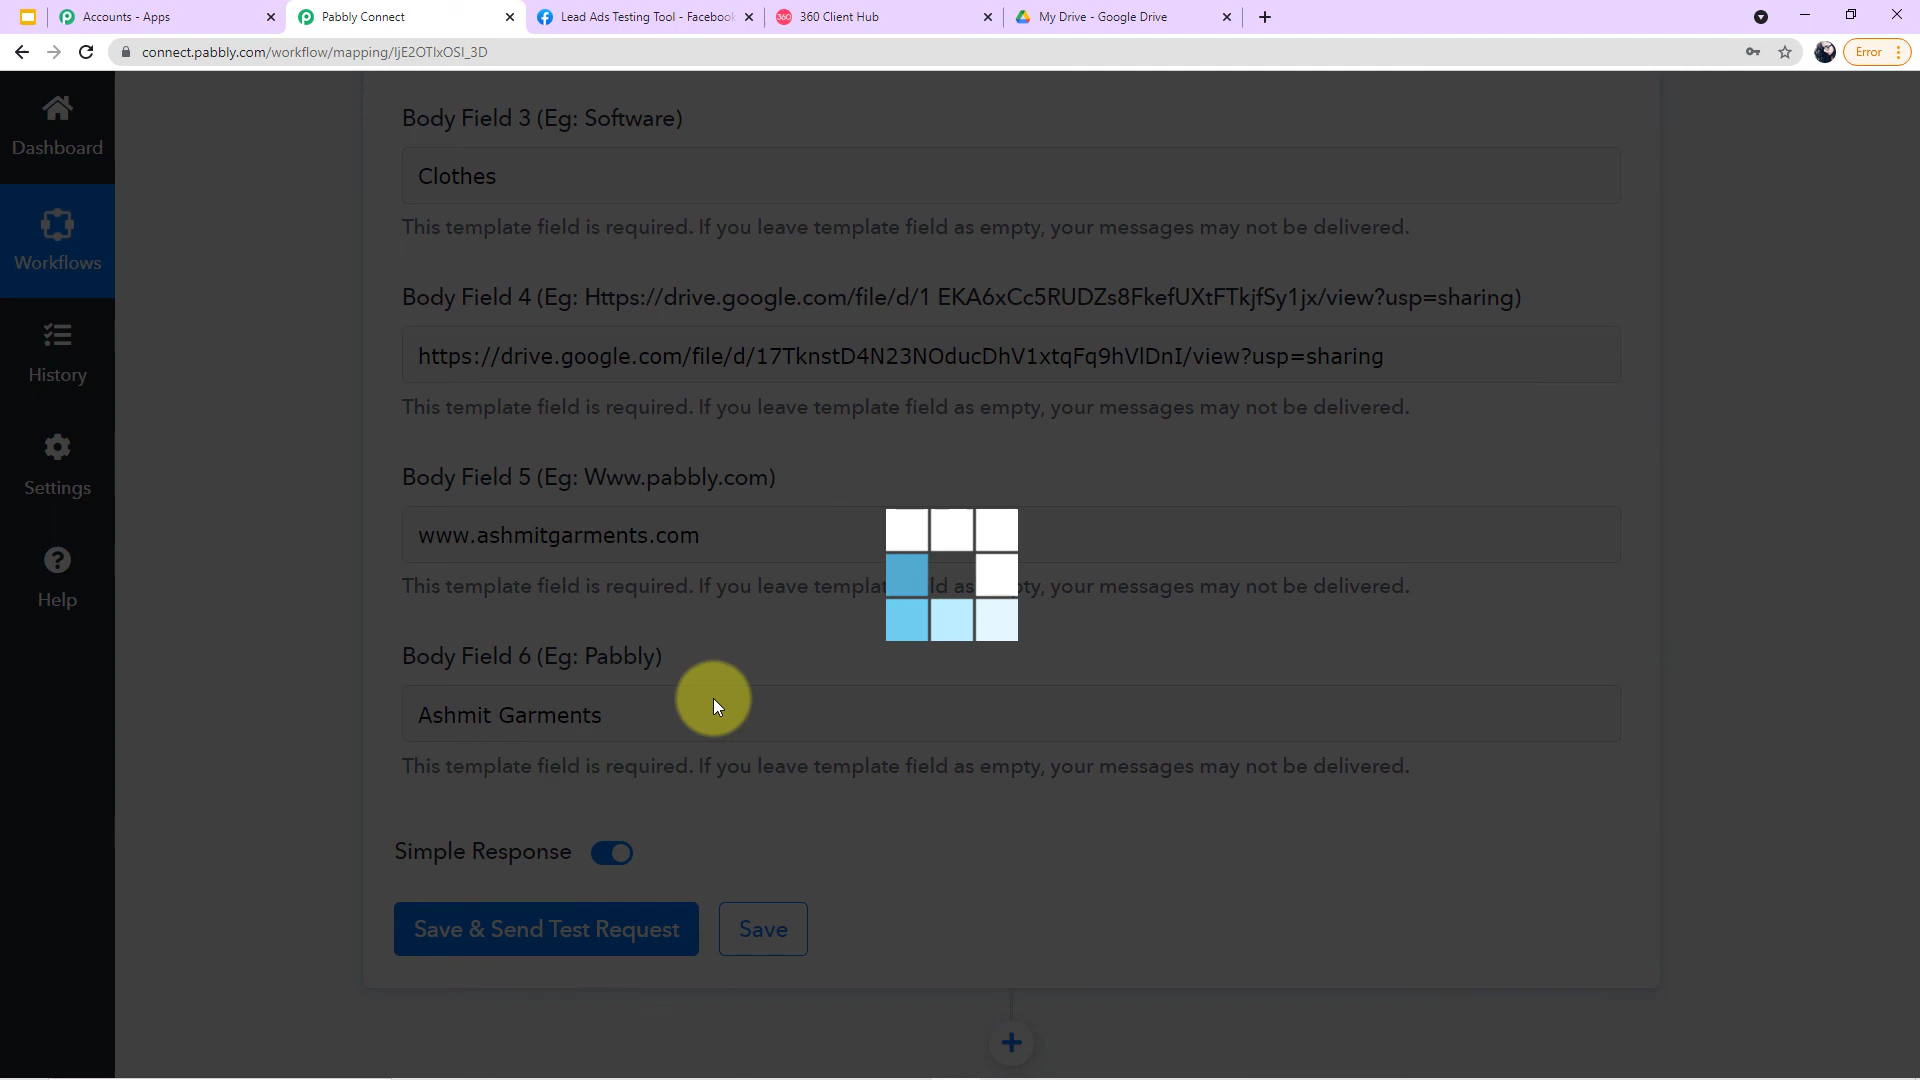 Accounts - Apps
Pabbly Connect
Lead Ads Testing Tool - Facebook
360
360 Client Hub
My Drive - Google Drive
connect.pabbly.com/workflow/mapping/IjE2OTIxOSI_3D
Error
Dashboard
Workflows
History
Settings
?
Help
Body Field 3 (Eg: Software)
Clothes
This template field is required. If you leave template field as empty, your messages may not be delivered.
Body Field 4 (Eg: Https://drive.google.com/file/d/1 EKA6xCc5RUDZs8FkefUXtFTkjfSy1jx/view?usp=sharing)
https://drive.google.com/file/d/17TknstD4N23NOducDhV1xtqFq9hVlDnI/view?usp=sharing
This template field is required. If you leave template field as empty, your messages may not be delivered.
Body Field 5 (Eg: Www.pabbly.com)
www.ashmitgarments.com
This template field is required. If you leave templat ld as pty, your messages may not be delivered.
Body Field 6 (Eg: Pabbly)
Ashmit Garments
This template field is required. If you leave template field as empty, your messages may not be delivered.
Simple Response
Save & Send Test Request
Save